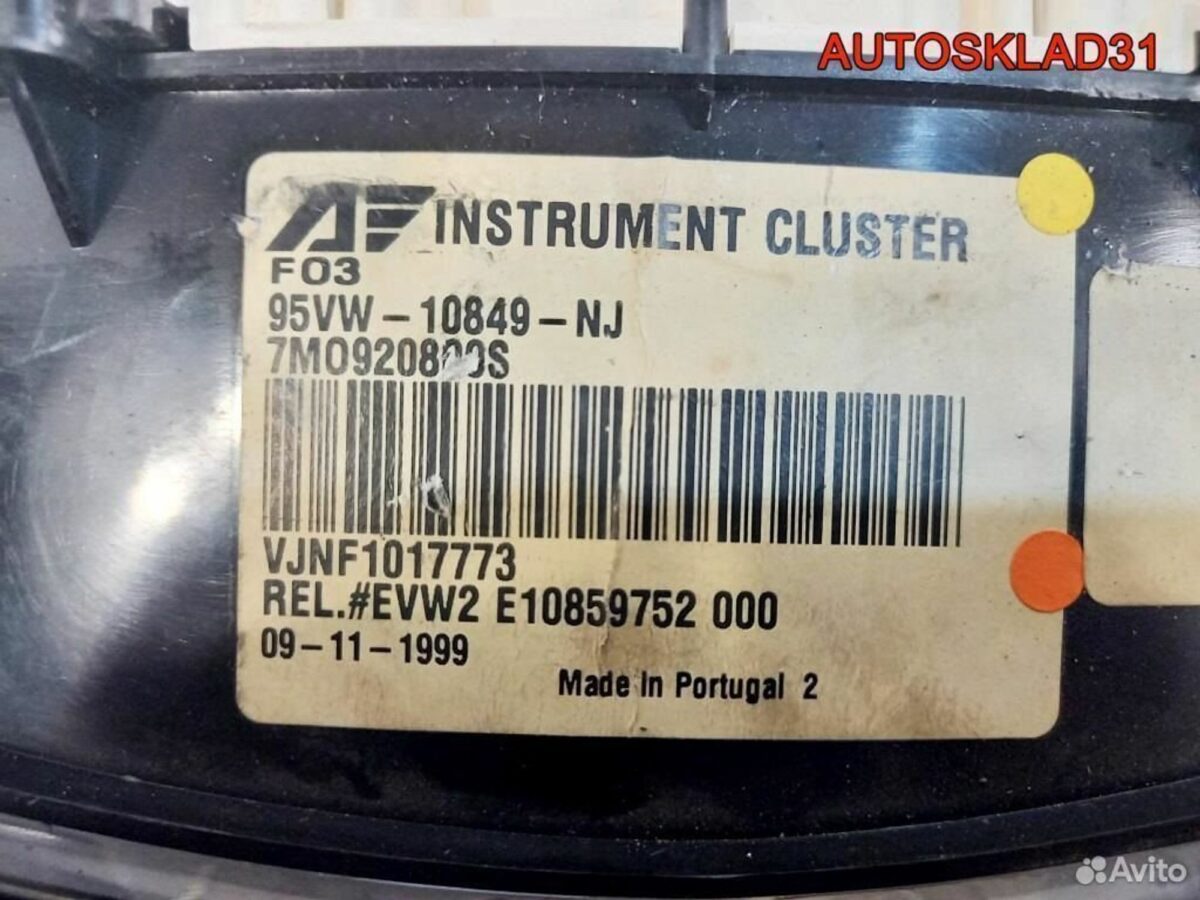 AUTOSKLAD31
AF INSTRUMENT CLUSTER
F03
95VW-10849-NJ
VJNF1017773
REL.#EVW2 E10859752 000
09-11-1999
Made in Portugal 2
Avito